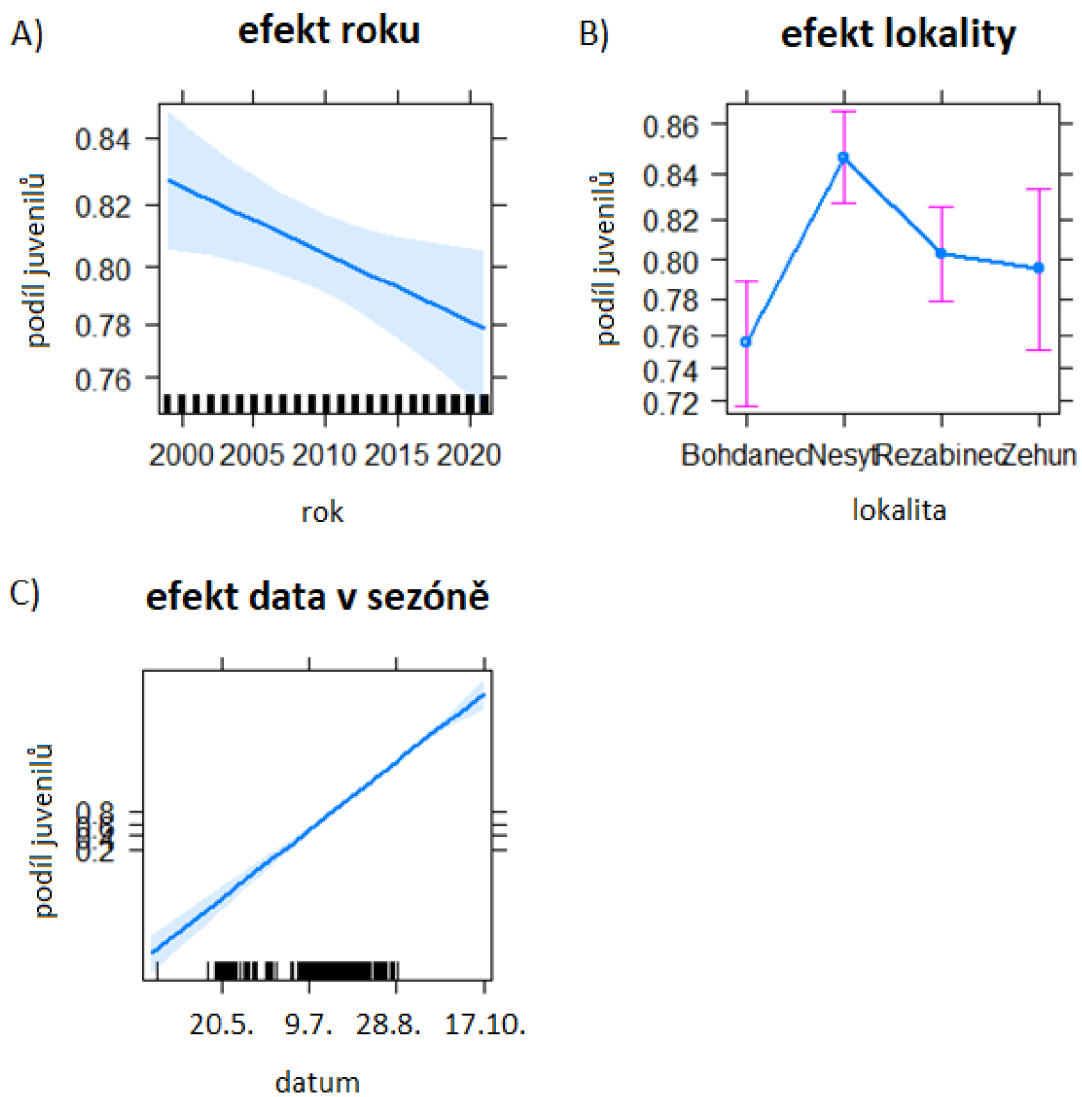 A)
efekt roku
podíl juvenilů
0.84
0.82
0.80
0.78
0.76
2000 2005 2010 2015 2020
rok
B)
efekt lokality
podíl juvenilů
0.86
0.84
0.82
0.80
0.78
0.76
0.74
0.72
Bohdanec Nesyt Rezabinec Zehun
lokalita
C)
efekt data v sezóně
podíl juvenilů
0.8
0.2
20.5. 9.7. 28.8. 17.10.
datum